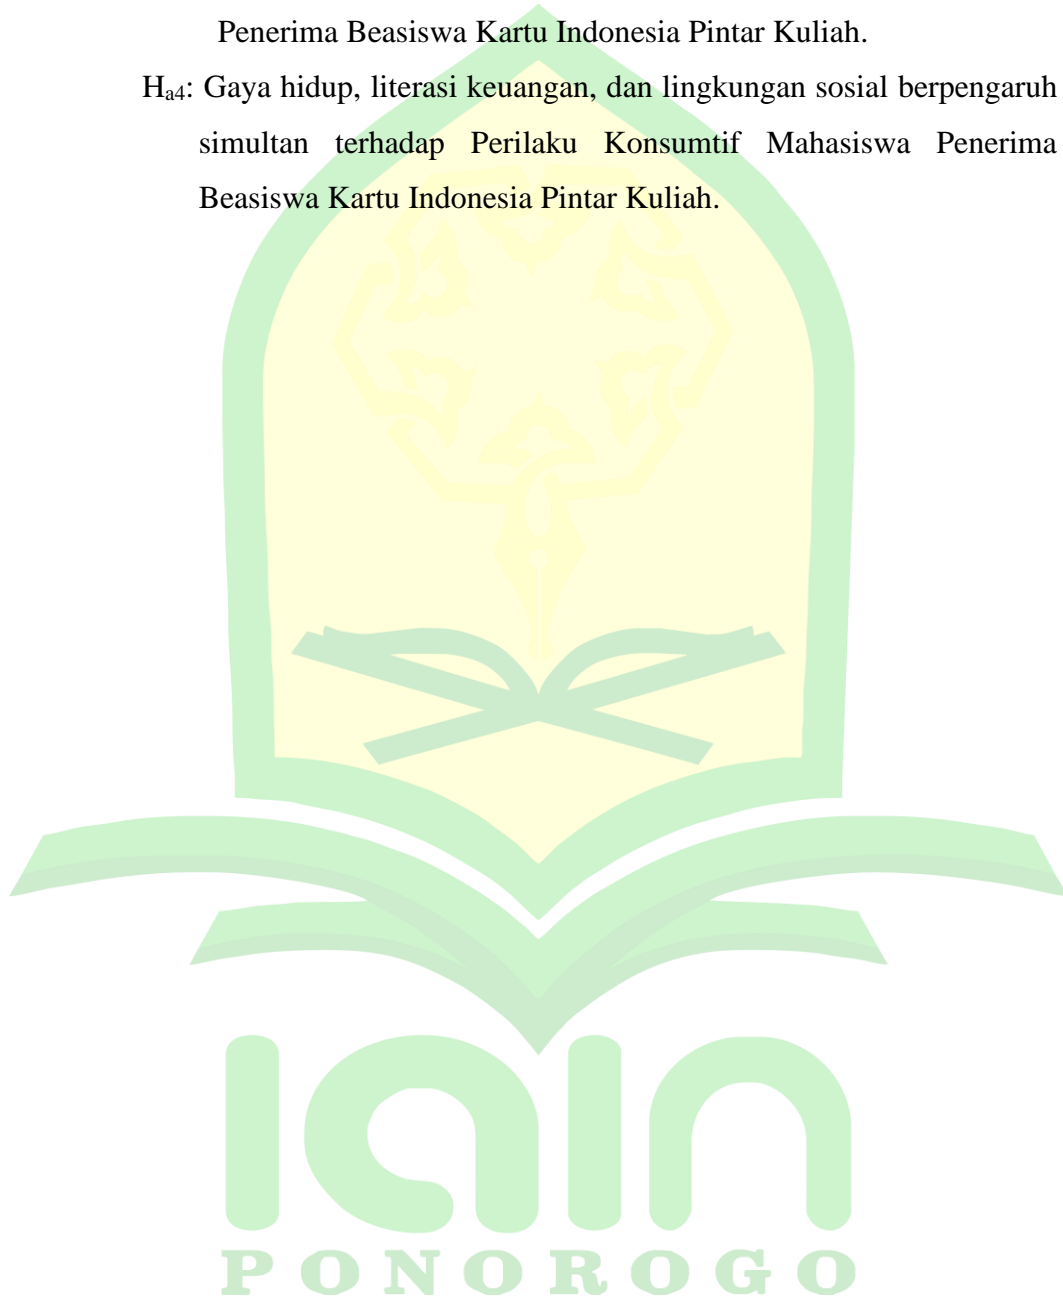 Penerima Beasiswa Kartu Indonesia Pintar Kuliah.
Ha4: Gaya hidup, literasi keuangan, dan lingkungan sosial berpengaruh
simultan terhadap Perilaku Konsumtif Mahasiswa Penerima
Beasiswa Kartu Indonesia Pintar Kuliah.
iain
PONOROGO